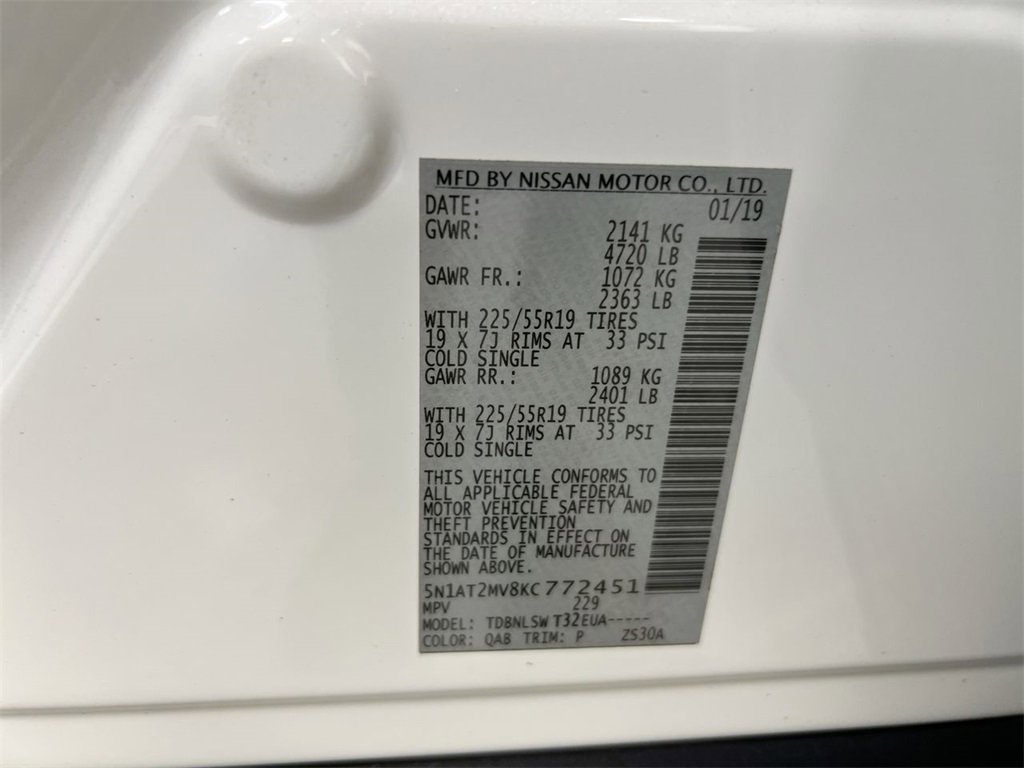 MFD BY NISSAN MOTOR CO., LTD.
DATE: 01/19
GVWR: 2141 KG
4720 LB
GAWR FR.: 1072 KG
2363 LB
WITH 225/55R19 TIRES
19 X 7J RIMS AT 33 PSI
COLD SINGLE
GAWR RR.: 1089 KG
2401 LB
WITH 225/55R19 TIRES
19 X 7J RIMS AT 33 PSI
COLD SINGLE
THIS VEHICLE CONFORMS TO
ALL APPLICABLE FEDERAL
MOTOR VEHICLE SAFETY AND
THEFT PREVENTION
STANDARDS IN EFFECT ON
THE DATE OF MANUFACTURE
SHOWN ABOVE.
5N1AT2MV8KC772451
MPV 229
MODEL: TDBNLSW T32EUA-----
COLOR: QAB TRIM: P ZS30A